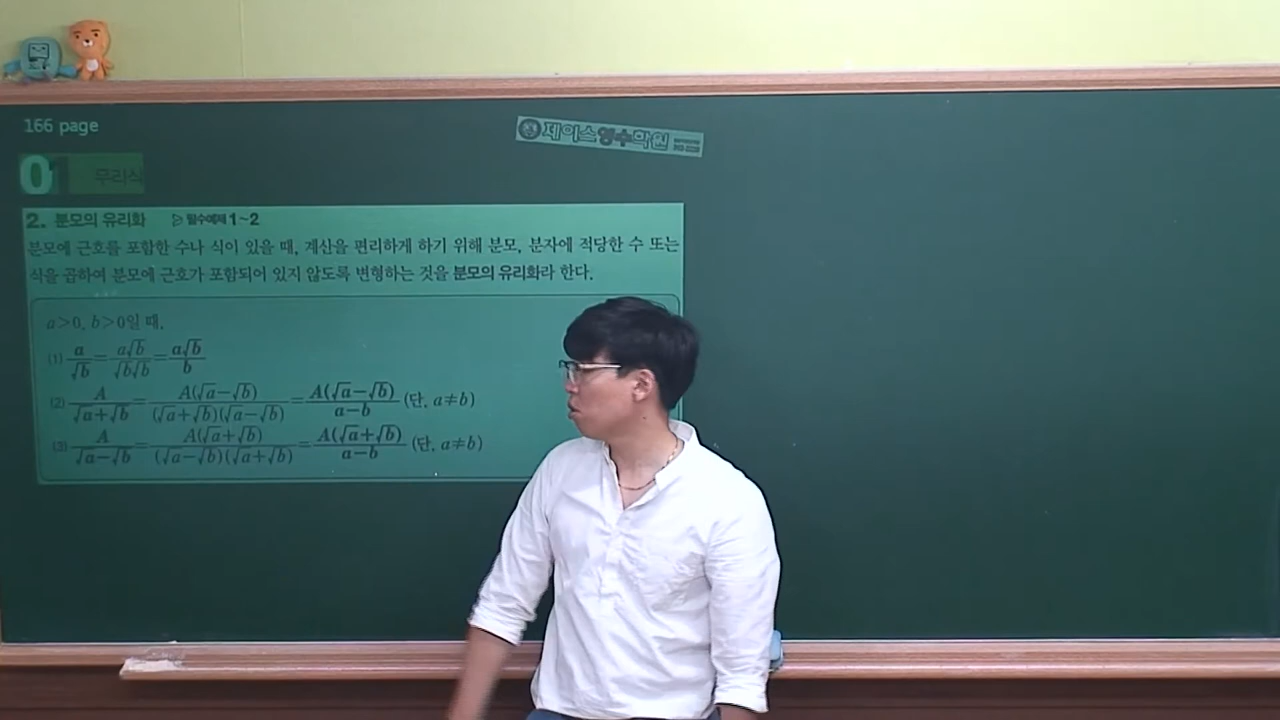 166 page
제이스영수학원
01 무리식
2. 분모의 유리화 ▷ 필수예제 1~2
분모에 근호를 포함한 수나 식이 있을 때, 계산을 편리하게 하기 위해 분모, 분자에 적당한 수 또는
식을 곱하여 분모에 근호가 포함되어 있지 않도록 변형하는 것을 분모의 유리화라 한다.
a>0, b>0일 때,
(1) a/√b = a√b/√b√b = a√b/b
(2) A/√a+√b = A(√a−√b)/(√a+√b)(√a−√b) = A(√a−√b)/a−b (단, a≠b)
(3) A/√a−√b = A(√a+√b)/(√a−√b)(√a+√b) = A(√a+√b)/a−b (단, a≠b)